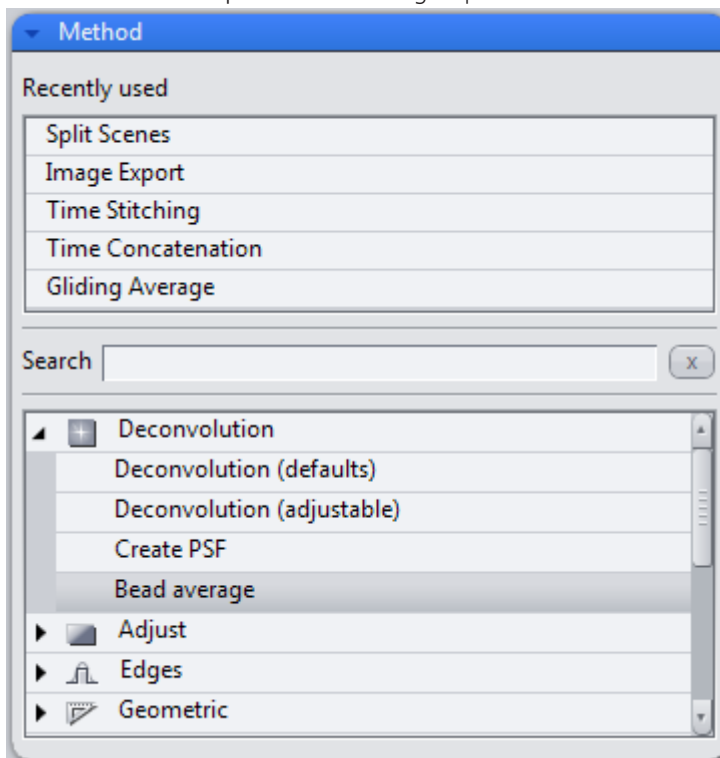 Method
Recently used
Split Scenes
Image Export
Time Stitching
Time Concatenation
Gliding Average
Search
x
Deconvolution
Deconvolution (defaults)
Deconvolution (adjustable)
Create PSF
Bead average
Adjust
Edges
Geometric